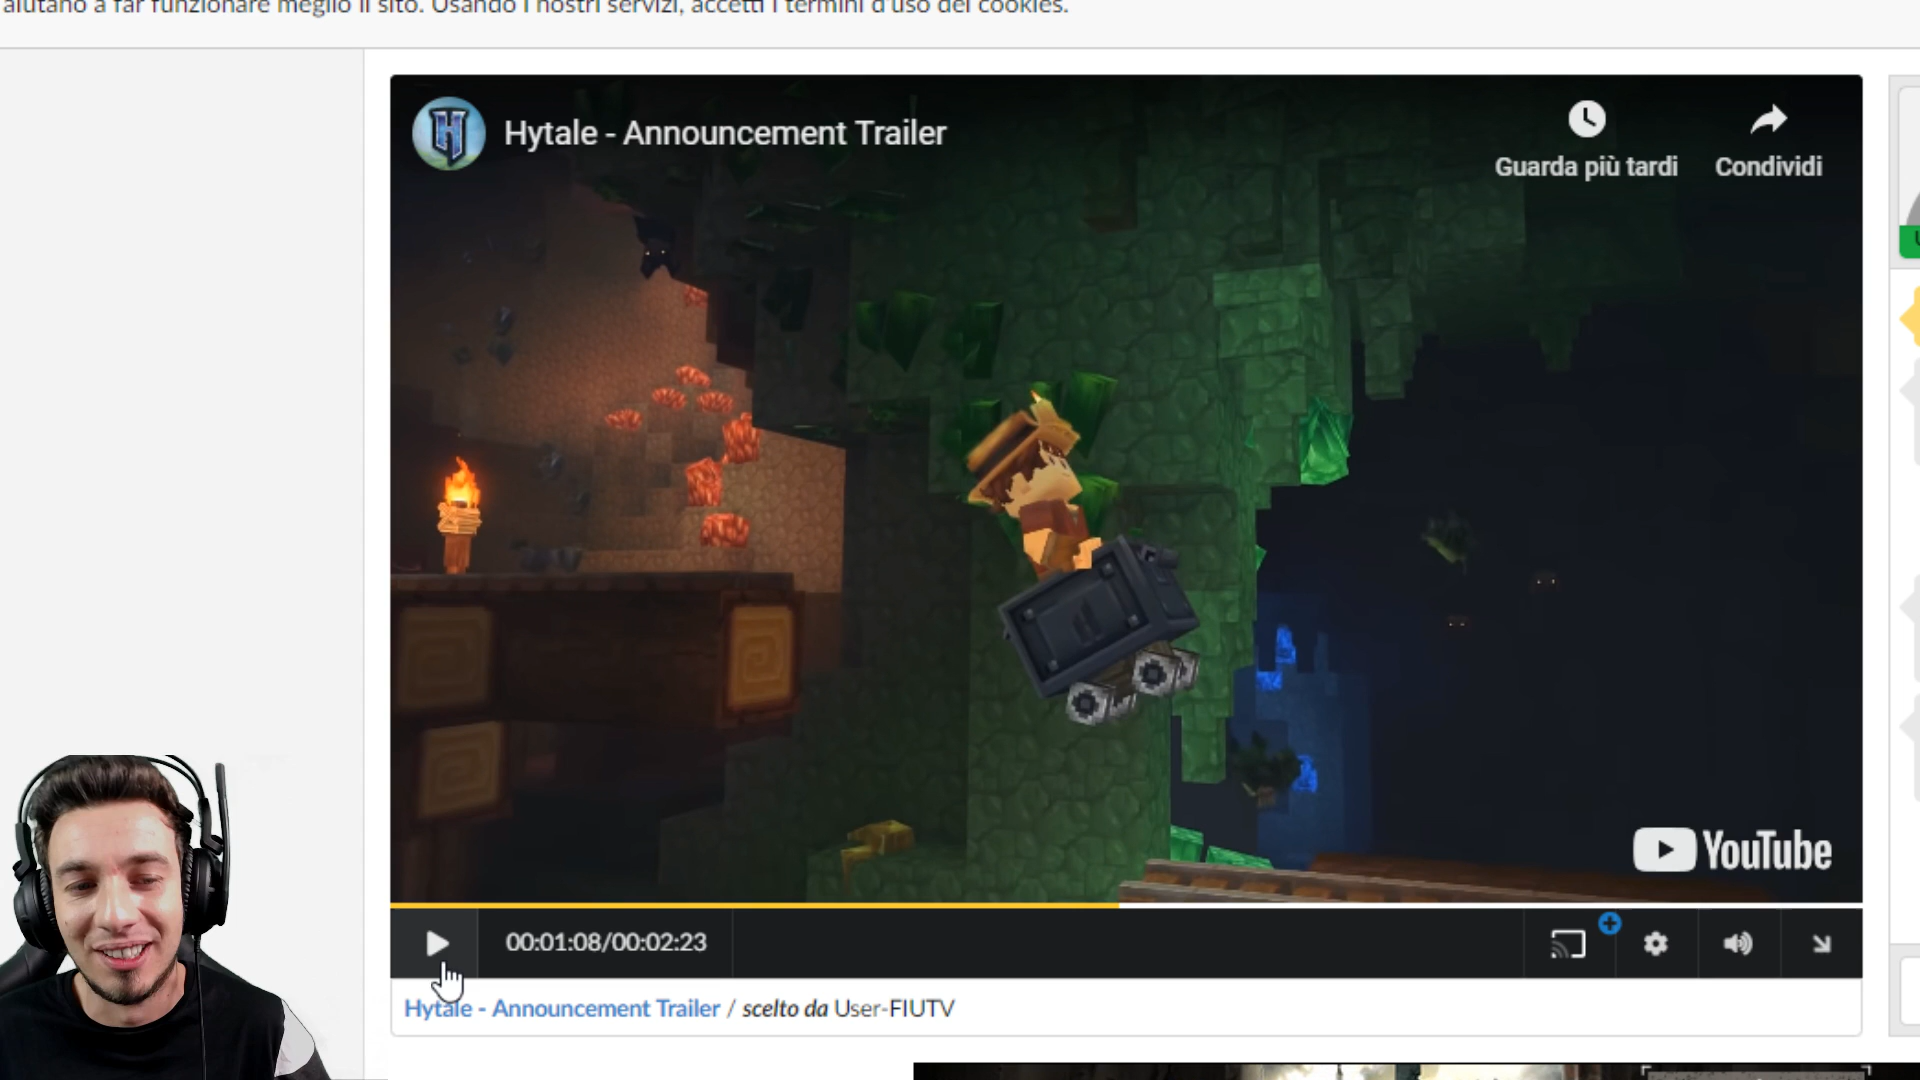 aiutano a far funzionare meglio il sito. Usando i nostri servizi, accetti i termini d'uso dei cookies.
Hytale - Announcement Trailer
Guarda più tardi
Condividi
YouTube
00:01:08/00:02:23
Hytale - Announcement Trailer / scelto da User-FIUTV